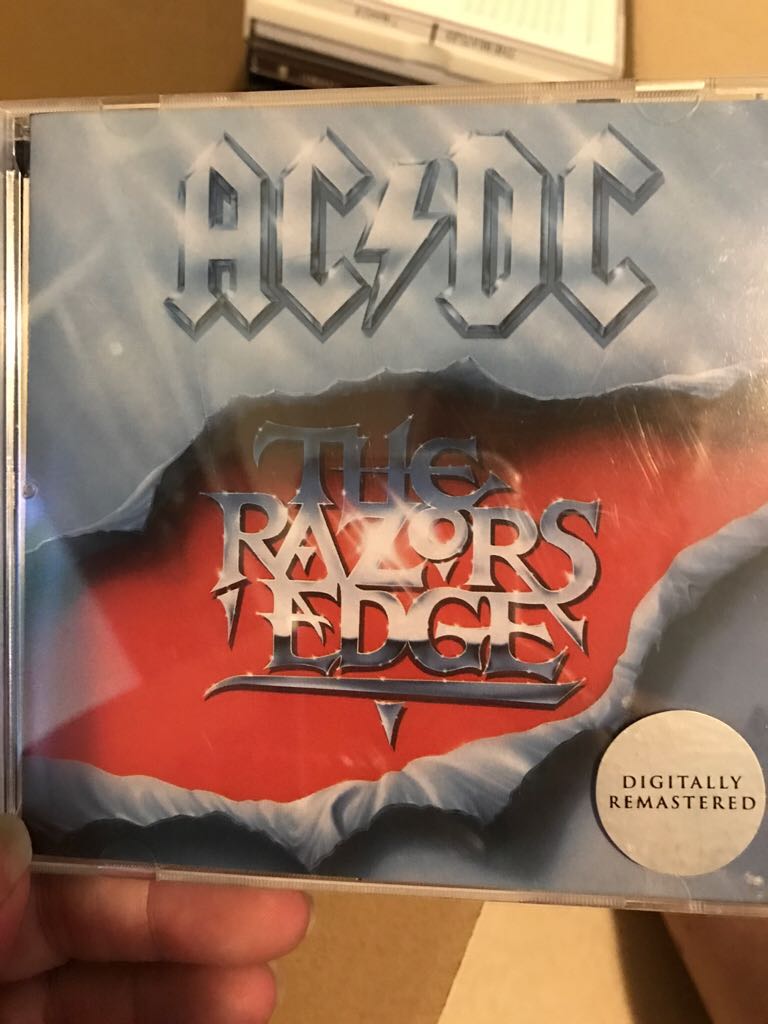 AC⚡DC
THE
RAZORS
EDGE
DIGITALLY
REMASTERED